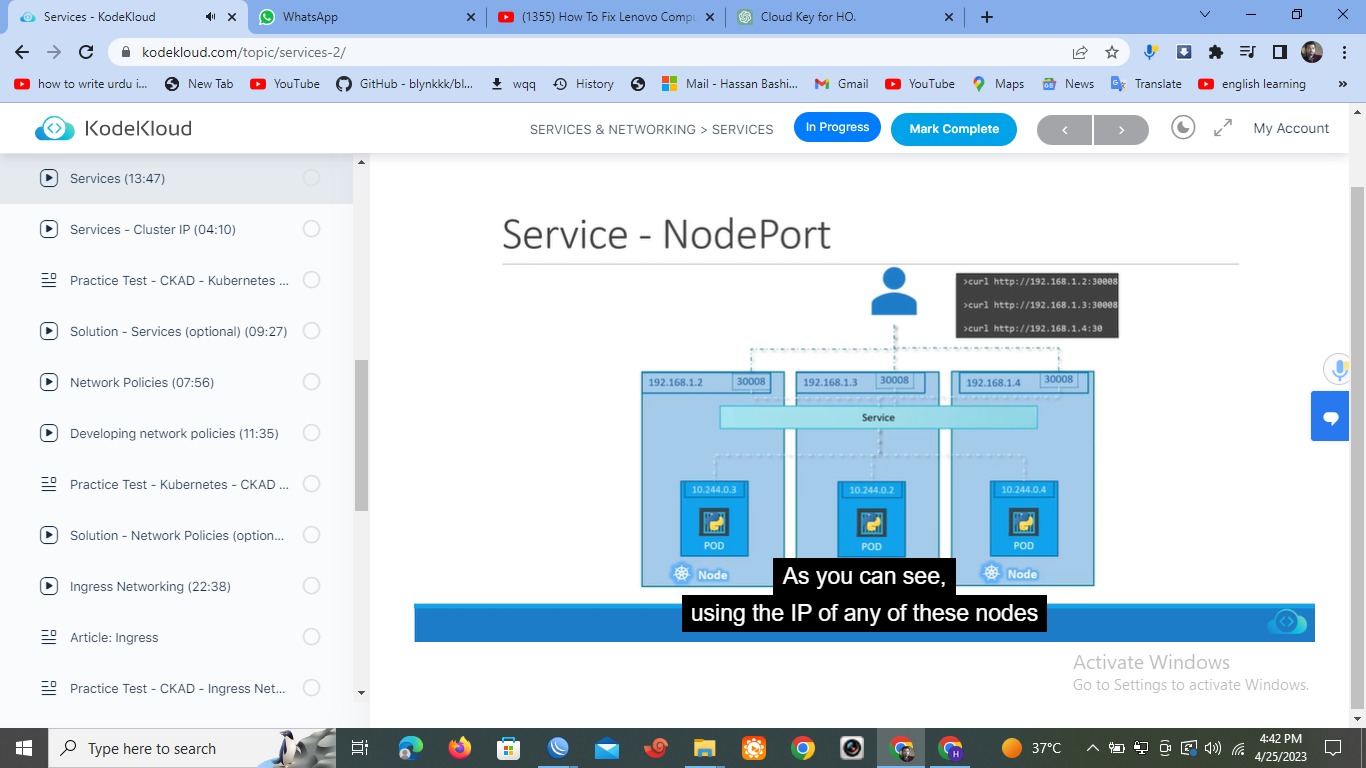 Services - KodeKloud
WhatsApp
(1355) How To Fix Lenovo Compu
Cloud Key for HO.
kodekloud.com/topic/services-2/
how to write urdu i...
New Tab
YouTube
GitHub - blynkkk/bl...
wqq
History
Mail - Hassan Bashi...
Gmail
YouTube
Maps
News
Translate
english learning
»
KodeKloud
SERVICES & NETWORKING > SERVICES
In Progress
Mark Complete
My Account
Services (13:47)
Services - Cluster IP (04:10)
Practice Test - CKAD - Kubernetes ...
Solution - Services (optional) (09:27)
Network Policies (07:56)
Developing network policies (11:35)
Practice Test - Kubernetes - CKAD ...
Solution - Network Policies (option...
Ingress Networking (22:38)
Article: Ingress
Practice Test - CKAD - Ingress Net...
Service - NodePort
>curl http://192.168.1.2:30008
>curl http://192.168.1.3:30008
>curl http://192.168.1.4:30
192.168.1.2 30008
192.168.1.3 30008
192.168.1.4 30008
Service
10.244.0.3
10.244.0.2
10.244.0.4
POD
POD
POD
Node
Node
As you can see,
using the IP of any of these nodes
Activate Windows
Go to Settings to activate Windows.
Type here to search
37°C
4:42 PM
4/25/2023